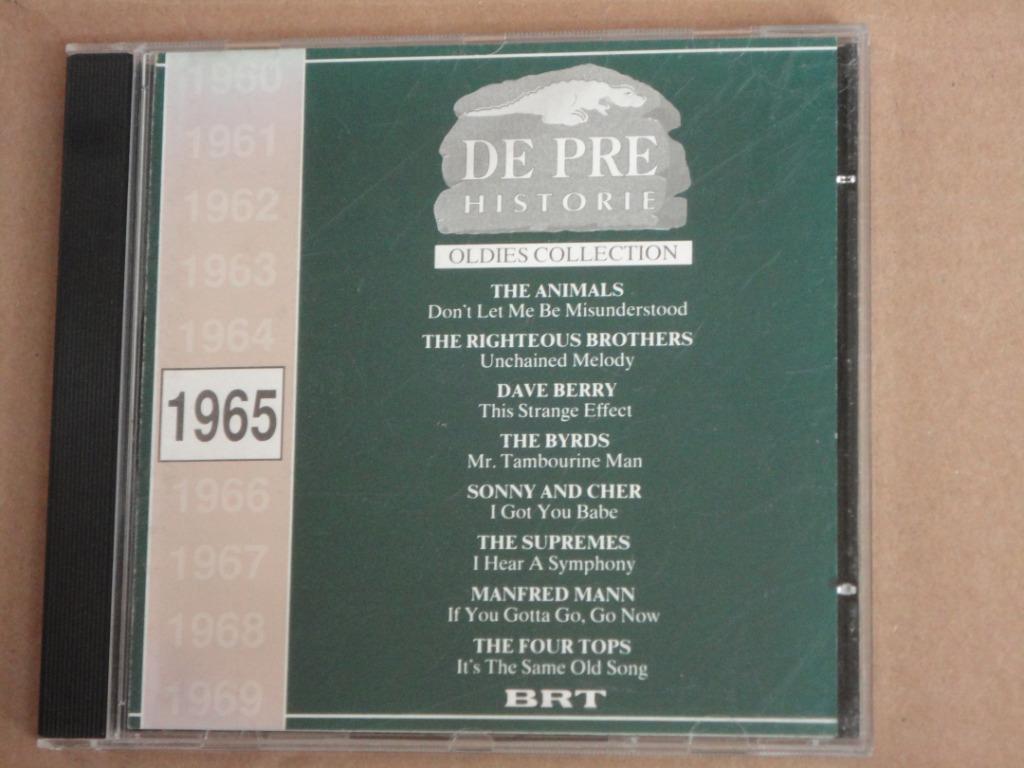 1960
1961
1962
1963
1964
1965
1966
1967
1968
1969
DE PRE
HISTORIE
OLDIES COLLECTION
THE ANIMALS
Don't Let Me Be Misunderstood
THE RIGHTEOUS BROTHERS
Unchained Melody
DAVE BERRY
This Strange Effect
THE BYRDS
Mr. Tambourine Man
SONNY AND CHER
I Got You Babe
THE SUPREMES
I Hear A Symphony
MANFRED MANN
If You Gotta Go, Go Now
THE FOUR TOPS
It's The Same Old Song
BRT